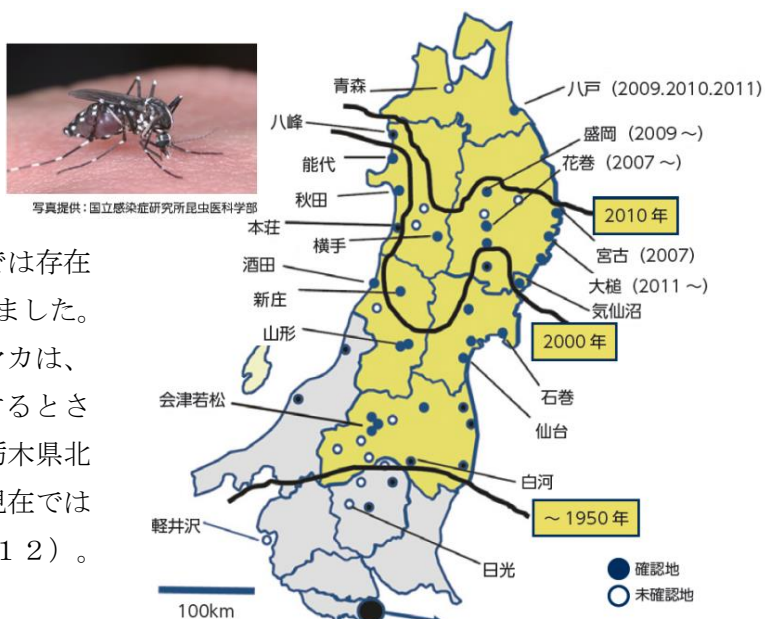 写真提供：国立感染症研究所昆虫医科学部
では存在
ました。
マカは、
するとさ
栃木県北
現在では
１２）。
青森
八峰
能代
秋田
本荘
横手
酒田
新庄
山形
会津若松
軽井沢
八戸（2009.2010.2011）
盛岡（2009～）
花巻（2007～）
2010年
宮古（2007）
大槌（2011～）
気仙沼
2000年
石巻
仙台
白河
～1950年
日光
確認地
未確認地
100km